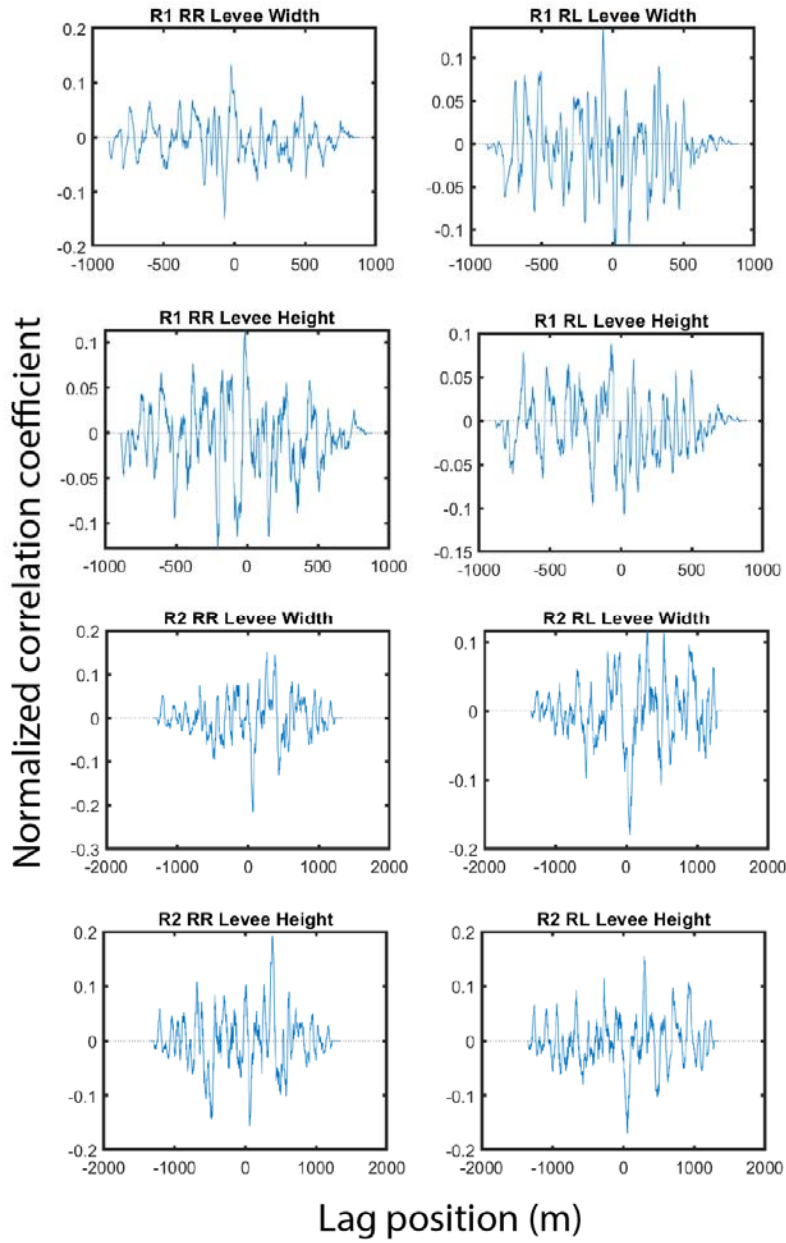 R1 RR Levee Width
0.2
0.1
0
-0.1
0.2
-1000 -500 0 500 1000
R1 RL Levee Width
0.1
0.05
0
-0.05
-0.1
-1000 -500 0 500 1000
R1 RR Levee Height
0.1
0.05
0
-0.05
-0.1
-1000 -500 0 500 1000
R1 RL Levee Height
0.1
0.05
0
-0.05
-0.1
-0.15
-1000 -500 0 500 1000
Normalized correlation coefficient
R2 RR Levee Width
0.2
0.1
0
-0.1
-0.2
-0.3
-2000 -1000 0 1000 2000
R2 RL Levee Width
0.1
0
-0.1
-0.2
-2000 -1000 0 1000 2000
R2 RR Levee Height
0.2
0.1
0
-0.1
-0.2
-2000 -1000 0 1000 2000
R2 RL Levee Height
0.2
0.1
0
-0.1
-0.2
-2000 -1000 0 1000 2000
Lag position (m)